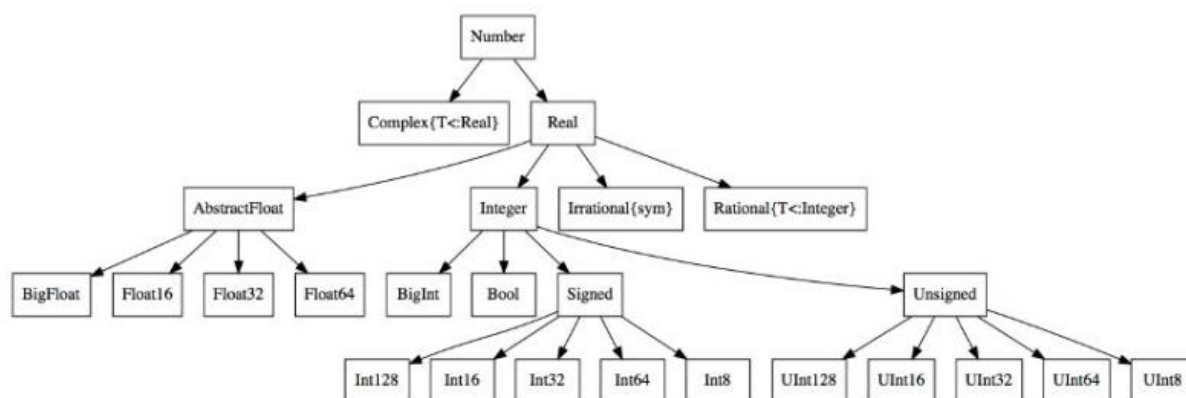 Number
Complex{T<:Real}
Real
AbstractFloat
Integer
Irrational{sym}
Rational{T<:Integer}
BigFloat
Float16
Float32
Float64
BigInt
Bool
Signed
Unsigned
Int128
Int16
Int32
Int64
Int8
UInt128
UInt16
UInt32
UInt64
UInt8